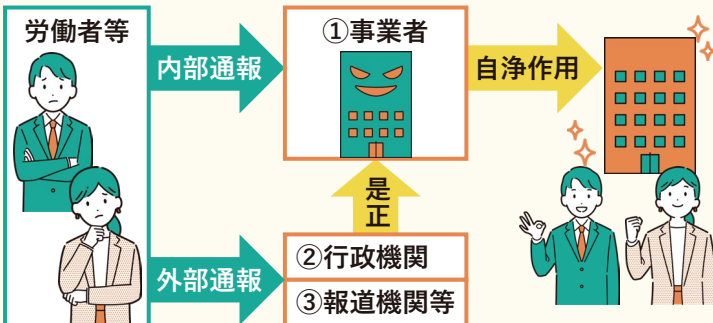 労働者等
内部通報
①事業者
自浄作用
是正
外部通報
②行政機関
③報道機関等